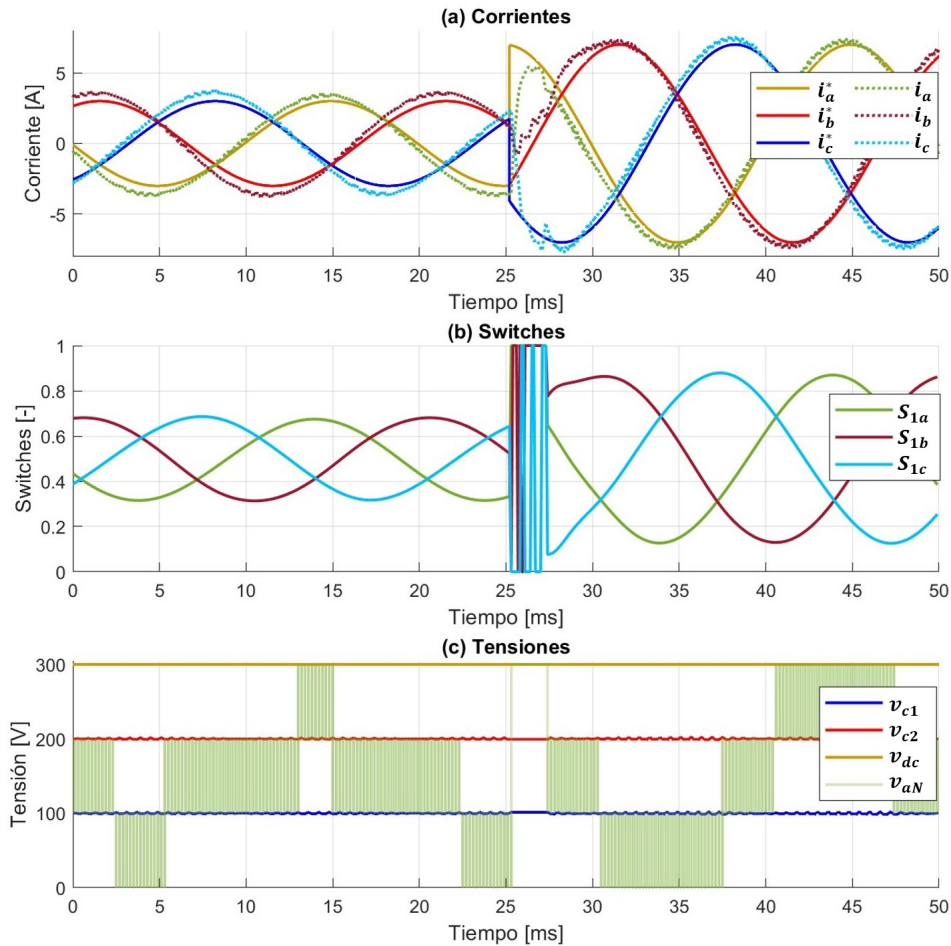 (a) Corrientes
Corriente [A]
5
0
-5
i*a ia
i*b ib
i*c ic
0 5 10 15 20 25 30 35 40 45 50
Tiempo [ms]
(b) Switches
Switches [-]
1
0.8
0.6
0.4
0.2
0
S1a
S1b
S1c
0 5 10 15 20 25 30 35 40 45 50
Tiempo [ms]
(c) Tensiones
Tensión [V]
300
200
100
0
vc1
vc2
vdc
vaN
0 5 10 15 20 25 30 35 40 45 50
Tiempo [ms]